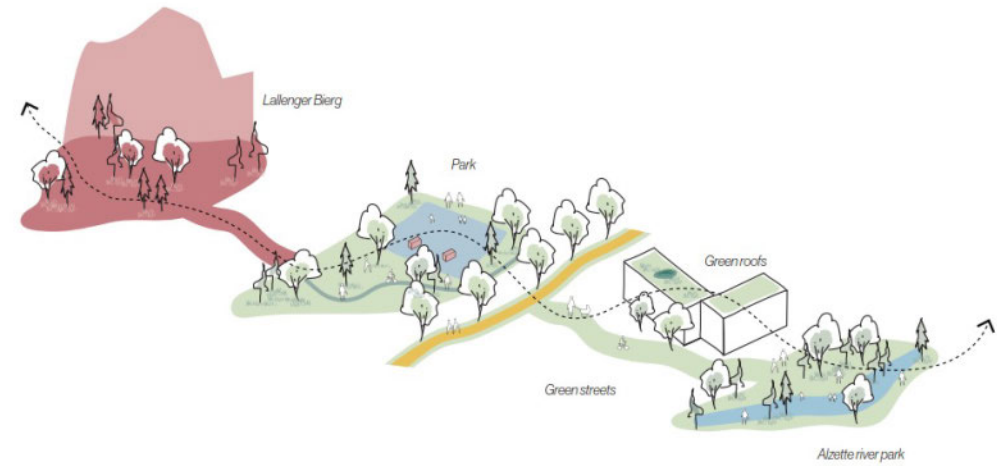 Lallenger Bierg
Park
Green roofs
Green streets
Alzette river park